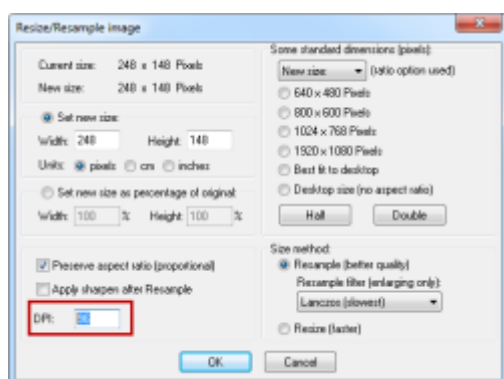 Resize/Resample image
Current size: 248 x 148 Pixels
New size: 248 x 148 Pixels
Set new size:
Width: 248 Height: 148
Units: pixels cm inches
Set new size as percentage of original:
Width: 100 % Height: 100 %
Preserve aspect ratio (proportional)
Apply sharpen after Resample
DPI:
OK
Some standard dimensions (pixels):
New size: (ratio option used)
640 x 480 Pixels
800 x 600 Pixels
1024 x 768 Pixels
1920 x 1080 Pixels
Best fit to desktop
Desktop size (no aspect ratio)
Half Double
Size method:
Resample (better quality)
Resample filter (enlarging only):
Lanczos (slowest)
Resize (faster)
Cancel